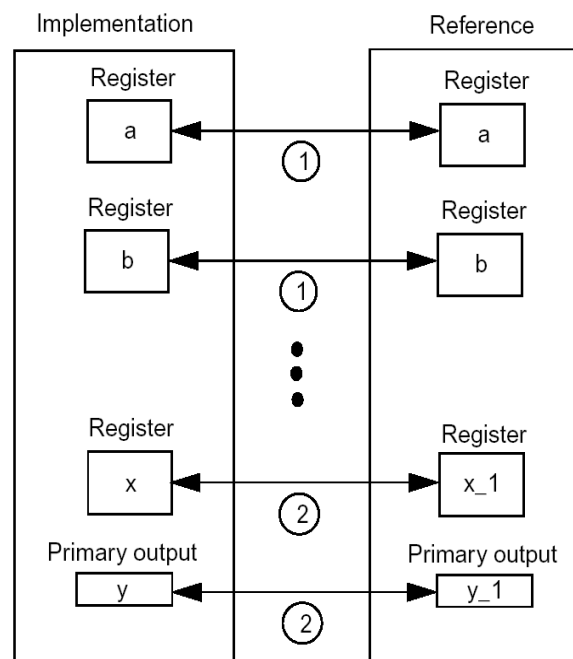 Implementation
Reference
Register
Register
a
a
1
Register
Register
b
b
1
Register
Register
x
x_1
2
Primary output
Primary output
y
y_1
2